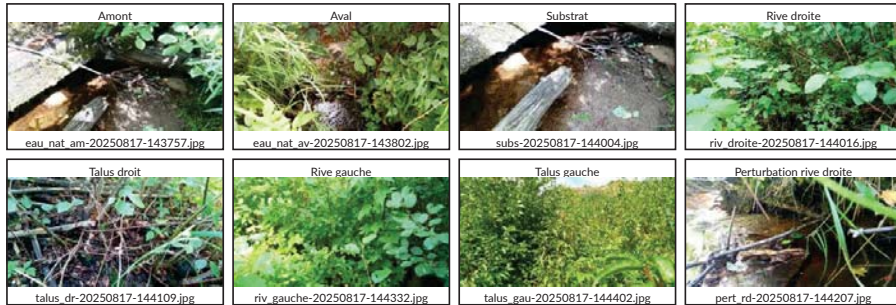 Amont
Aval
Substrat
Rive droite
eau_nat_am-20250817-143757.jpg
eau_nat_av-20250817-143802.jpg
subs-20250817-144004.jpg
riv_droite-20250817-144016.jpg
Talus droit
Rive gauche
Talus gauche
Perturbation rive droite
talus_dr-20250817-144109.jpg
riv_gauche-20250817-144332.jpg
talus_gau-20250817-144402.jpg
pert_rd-20250817-144207.jpg